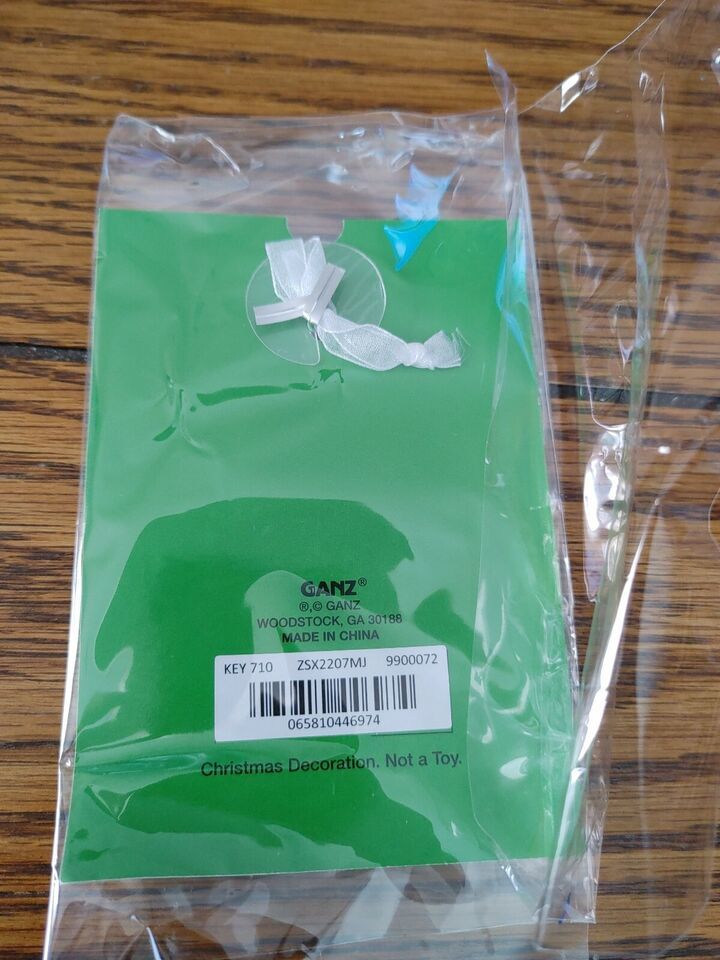 GANZ®
®,© GANZ
WOODSTOCK, GA 30188
MADE IN CHINA
KEY 710 ZSX2207MJ 9900072
065810446974
Christmas Decoration. Not a Toy.